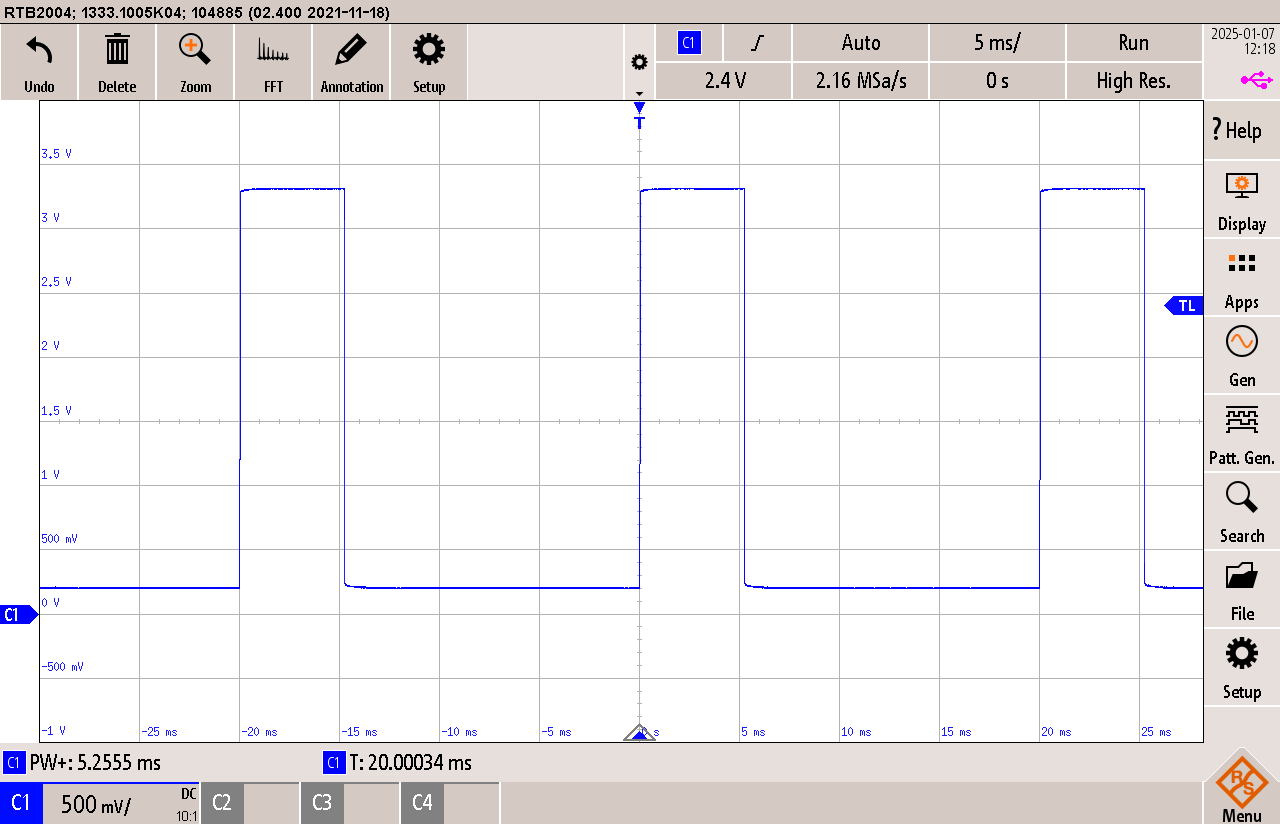 RTB2004; 1333.1005K04; 104885 (02.400 2021-11-18)
Undo
Delete
Zoom
FFT
Annotation
Setup
C1
Auto
5 ms/
Run
2.4 V
2.16 MSa/s
0 s
High Res.
2025-01-07
12:18
T
? Help
Display
Apps
Gen
Patt. Gen.
Search
File
Setup
3.5 V
3 V
2.5 V
TL
2 V
1.5 V
1 V
500 mV
0 V
C1
-500 mV
-1 V
-25 ms
-20 ms
-15 ms
-10 ms
-5 ms
s
5 ms
10 ms
15 ms
20 ms
25 ms
C1 PW+: 5.2555 ms
C1 T: 20.00034 ms
C1
500 mV/
DC
10:1
C2
C3
C4
R S
Menu